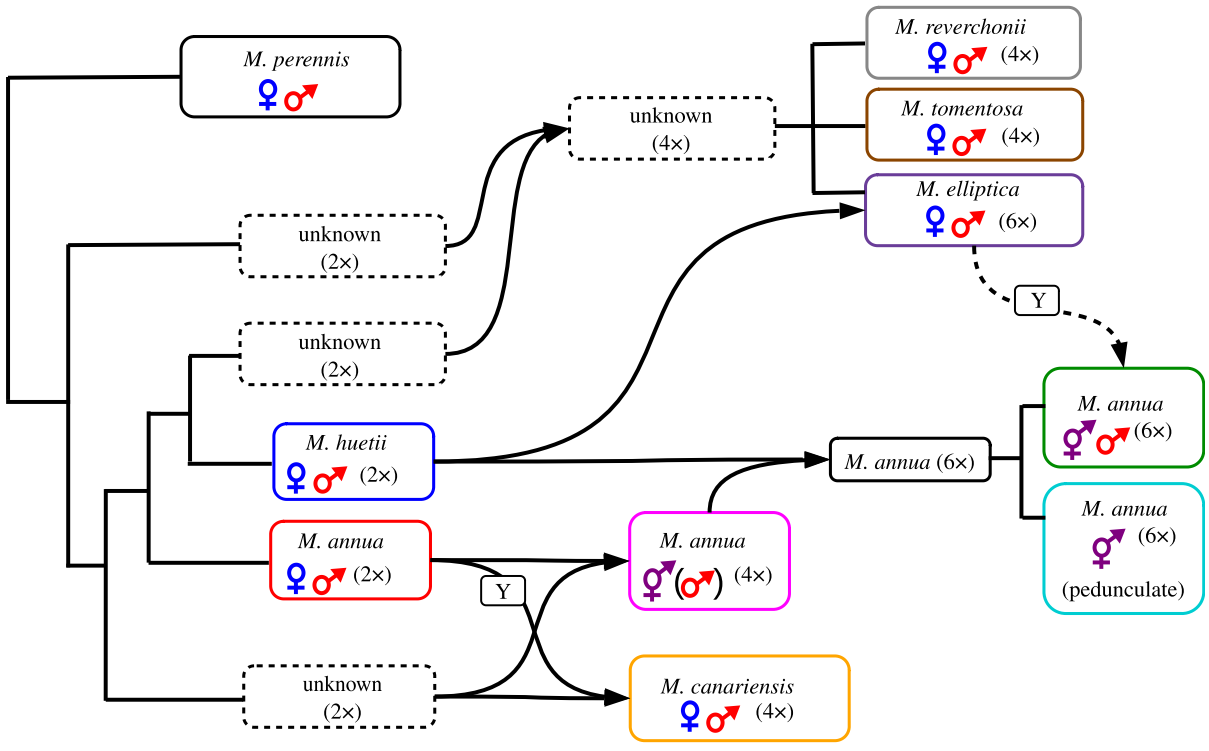 M. perennis
M. reverchonii
(4×)
unknown
(4×)
M. tomentosa
(4×)
M. elliptica
(6×)
unknown
(2×)
Y
unknown
(2×)
M. huetii
(2×)
M. annua (6×)
M. annua
(6×)
M. annua
(2×)
Y
M. annua
( ) (4×)
M. annua
(6×)
(pedunculate)
unknown
(2×)
M. canariensis
(4×)